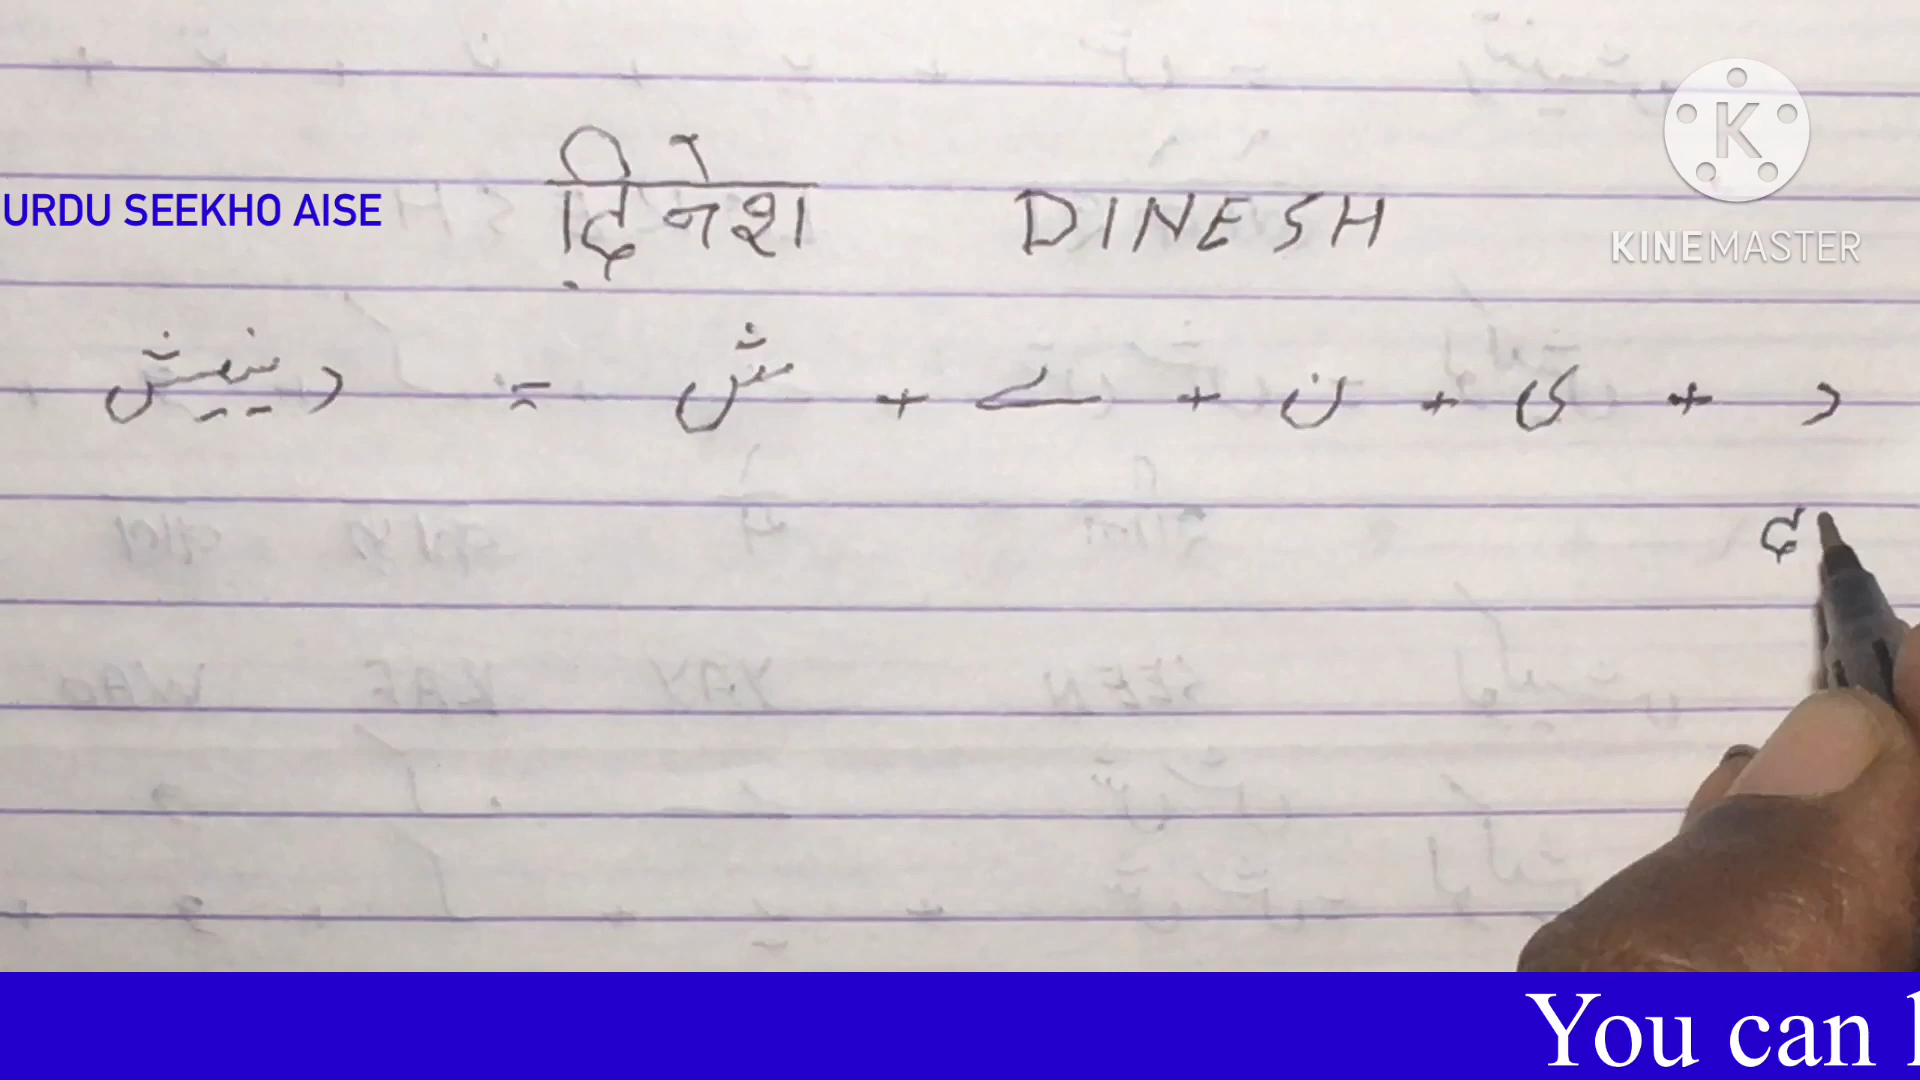 KINEMASTER
URDU SEEKHO AISE
दिनेश DINESH
د + ی + ن + ے + ش = دینیش
द
You can